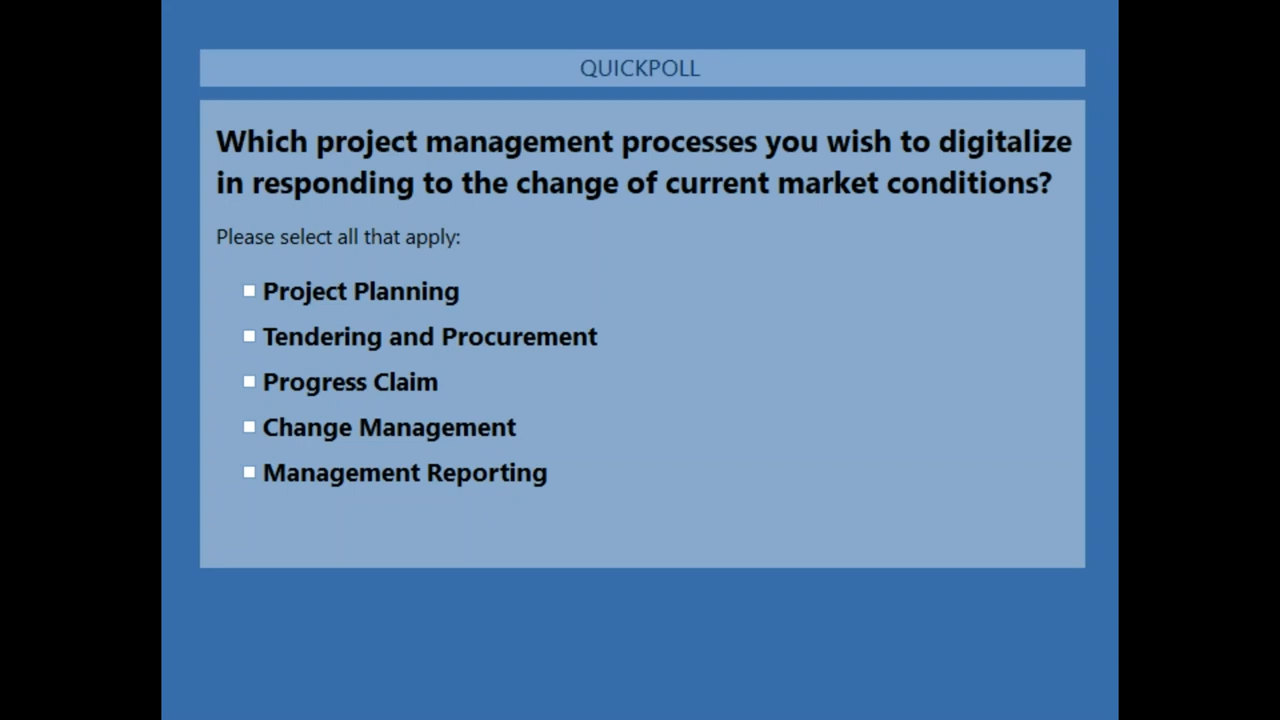 QUICKPOLL
Which project management processes you wish to digitalize
in responding to the change of current market conditions?
Please select all that apply:
Project Planning
Tendering and Procurement
Progress Claim
Change Management
Management Reporting